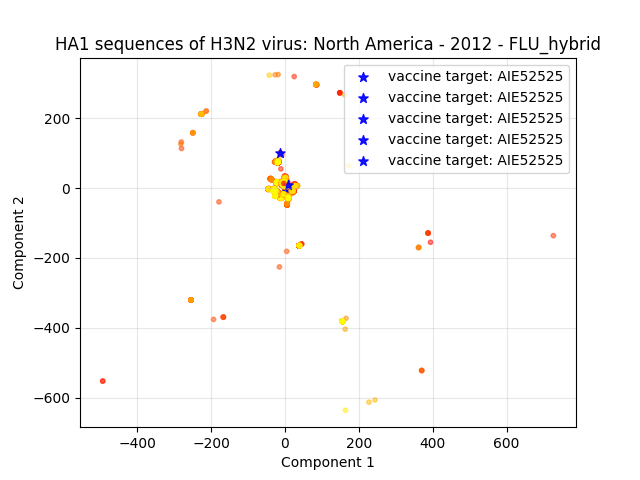 HA1 sequences of H3N2 virus: North America - 2012 - FLU_hybrid
vaccine target: AIE52525
vaccine target: AIE52525
vaccine target: AIE52525
vaccine target: AIE52525
vaccine target: AIE52525
200
0
−200
−400
−600
Component 2
−400 −200 0 200 400 600
Component 1